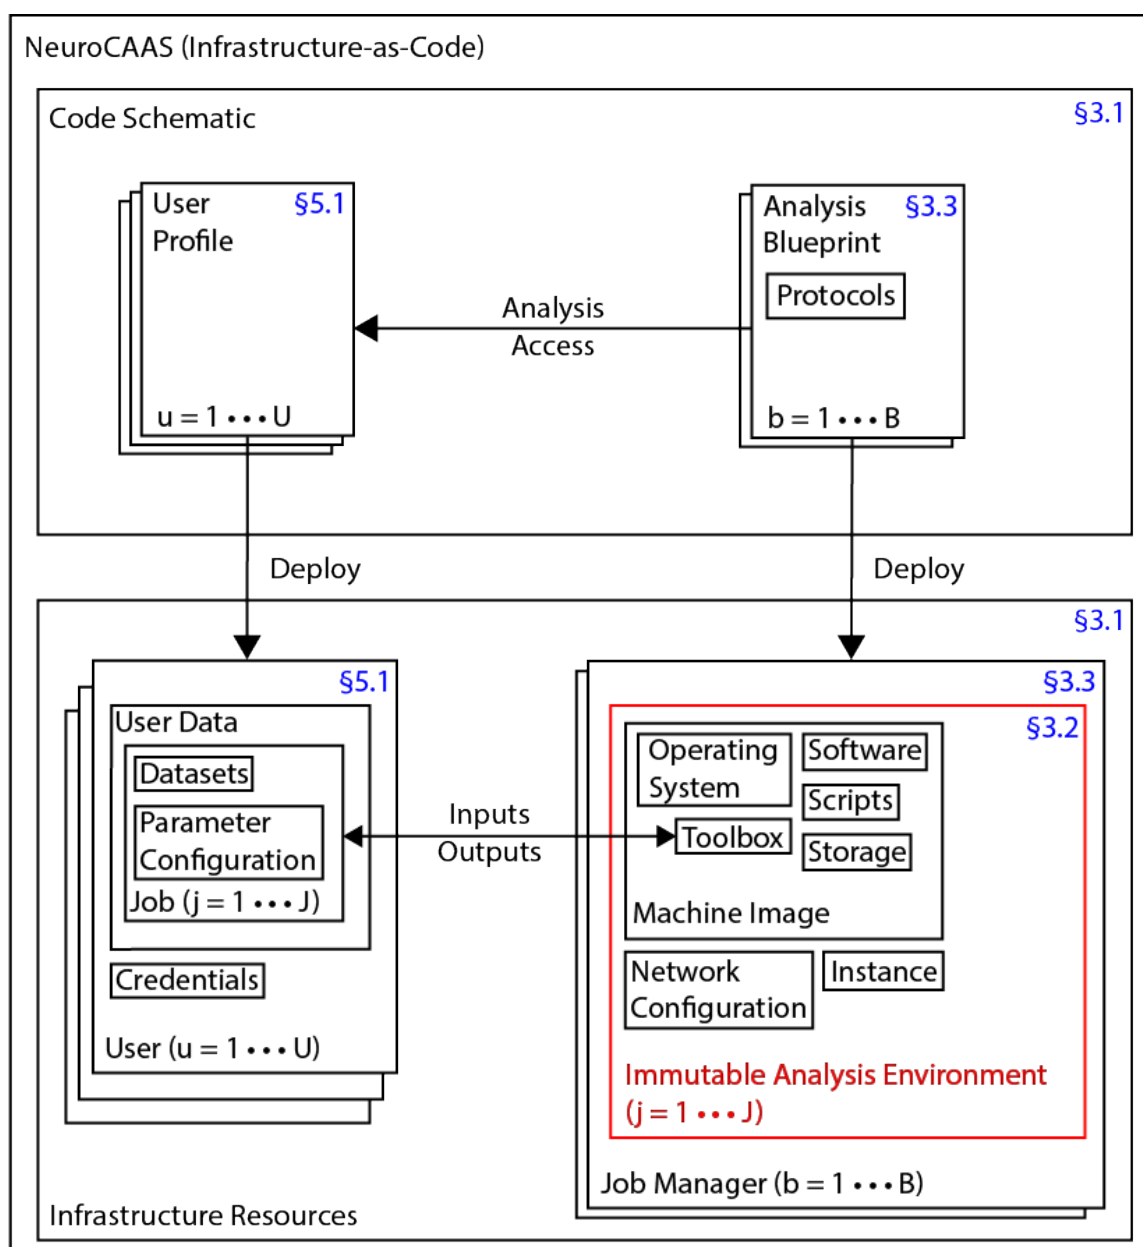 NeuroCAAS (Infrastructure-as-Code)
Code Schematic
§3.1
User
Profile
§5.1
u = 1 ••• U
Analysis
Access
Analysis
Blueprint
§3.3
Protocols
b = 1 ••• B
Deploy
Deploy
§3.1
§5.1
User Data
Datasets
Parameter
Configuration
Job (j = 1 ••• J)
Credentials
User (u = 1 ••• U)
Inputs
Outputs
§3.3
§3.2
Operating
System
Software
Scripts
Toolbox
Storage
Machine Image
Network
Configuration
Instance
Immutable Analysis Environment
(j = 1 ••• J)
Job Manager (b = 1 ••• B)
Infrastructure Resources